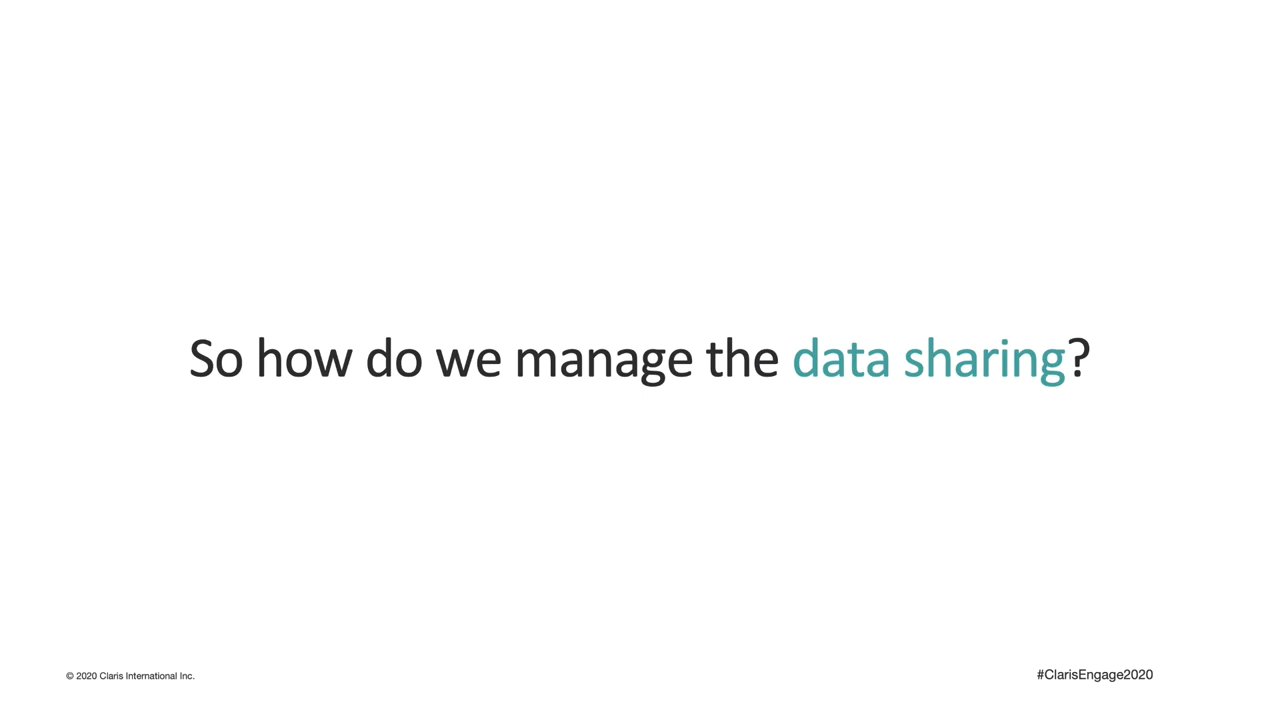 So how do we manage the data sharing?
© 2020 Claris International Inc.
#ClarisEngage2020